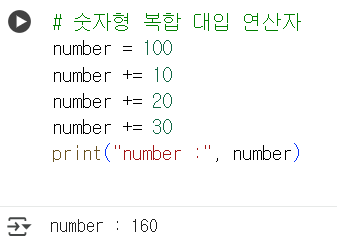 # 숫자형 복합 대입 연산자
number = 100
number += 10
number += 20
number += 30
print("number :", number)
number : 160